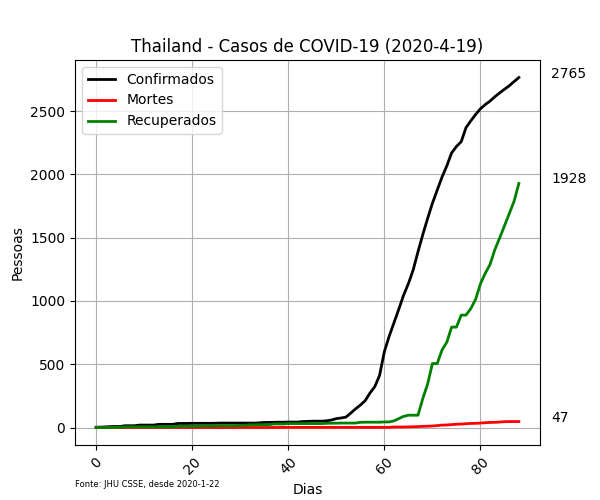 Thailand - Casos de COVID-19 (2020-4-19)
Confirmados
Mortes
Recuperados
2765
1928
47
2500
2000
1500
1000
500
0
Pessoas
0 20 40 60 80
Dias
Fonte: JHU CSSE, desde 2020-1-22